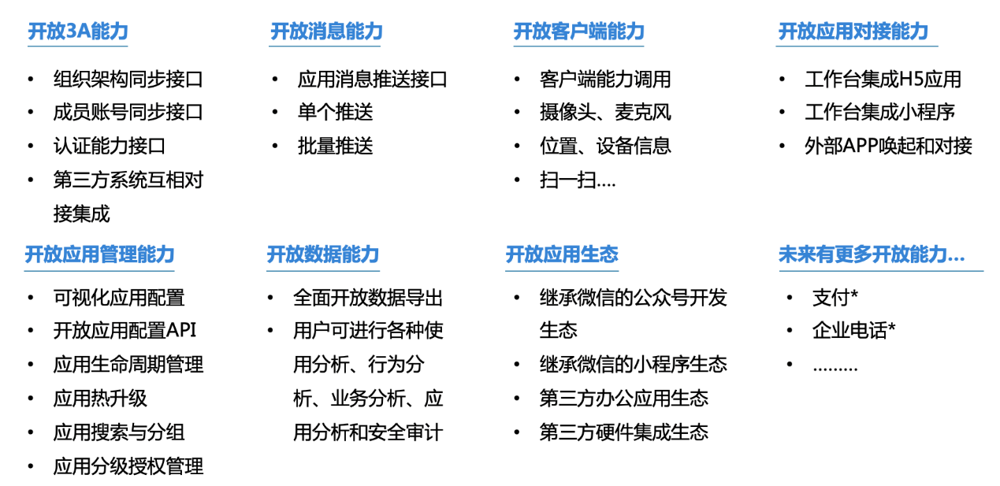 开放3A能力
• 组织架构同步接口
• 成员账号同步接口
• 认证能力接口
• 第三方系统互相对
接集成
开放消息能力
• 应用消息推送接口
• 单个推送
• 批量推送
开放客户端能力
• 客户端能力调用
• 摄像头、麦克风
• 位置、设备信息
• 扫一扫....
开放应用对接能力
• 工作台集成H5应用
• 工作台集成小程序
• 外部APP唤起和对接
开放应用管理能力
• 可视化应用配置
• 开放应用配置API
• 应用生命周期管理
• 应用热升级
• 应用搜索与分组
• 应用分级授权管理
开放数据能力
• 全面开放数据导出
• 用户可进行各种使
用分析、行为分
析、业务分析、应
用分析和安全审计
开放应用生态
• 继承微信的公众号开发
生态
• 继承微信的小程序生态
• 第三方办公应用生态
• 第三方硬件集成生态
未来有更多开放能力...
• 支付*
• 企业电话*
• .........